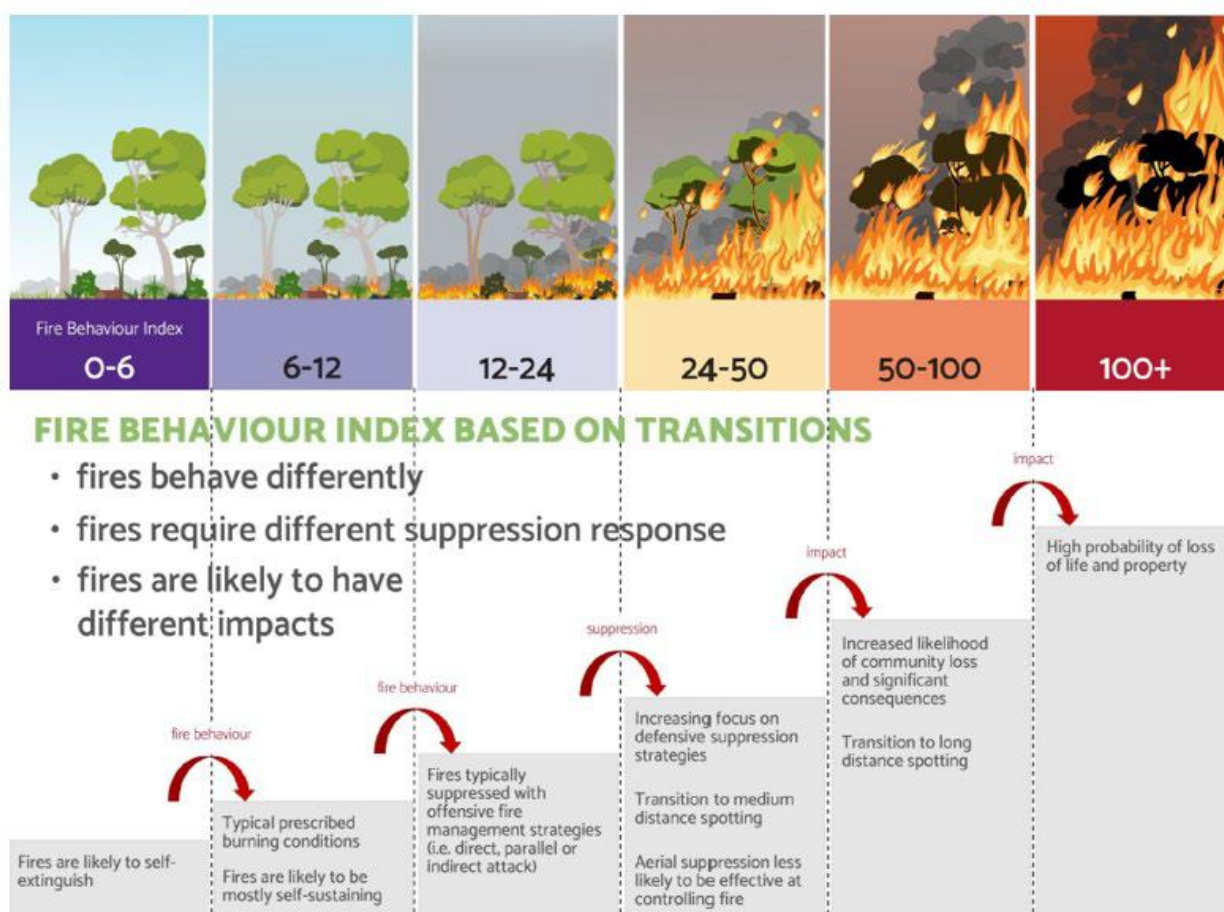 Fire Behaviour Index
0-6
6-12
12-24
24-50
50-100
100+
FIRE BEHAVIOUR INDEX BASED ON TRANSITIONS
• fires behave differently
• fires require different suppression response
• fires are likely to have
different impacts
fire behaviour
fire behaviour
suppression
impact
impact
Fires are likely to self-
extinguish
Typical prescribed
burning conditions
Fires are likely to be
mostly self-sustaining
Fires typically
suppressed with
offensive fire
management strategies
(i.e. direct, parallel or
indirect attack)
Increasing focus on
defensive suppression
strategies
Transition to medium
distance spotting
Aerial suppression less
likely to be effective at
controlling fire
Increased likelihood
of community loss
and significant
consequences
Transition to long
distance spotting
High probability of loss
of life and property